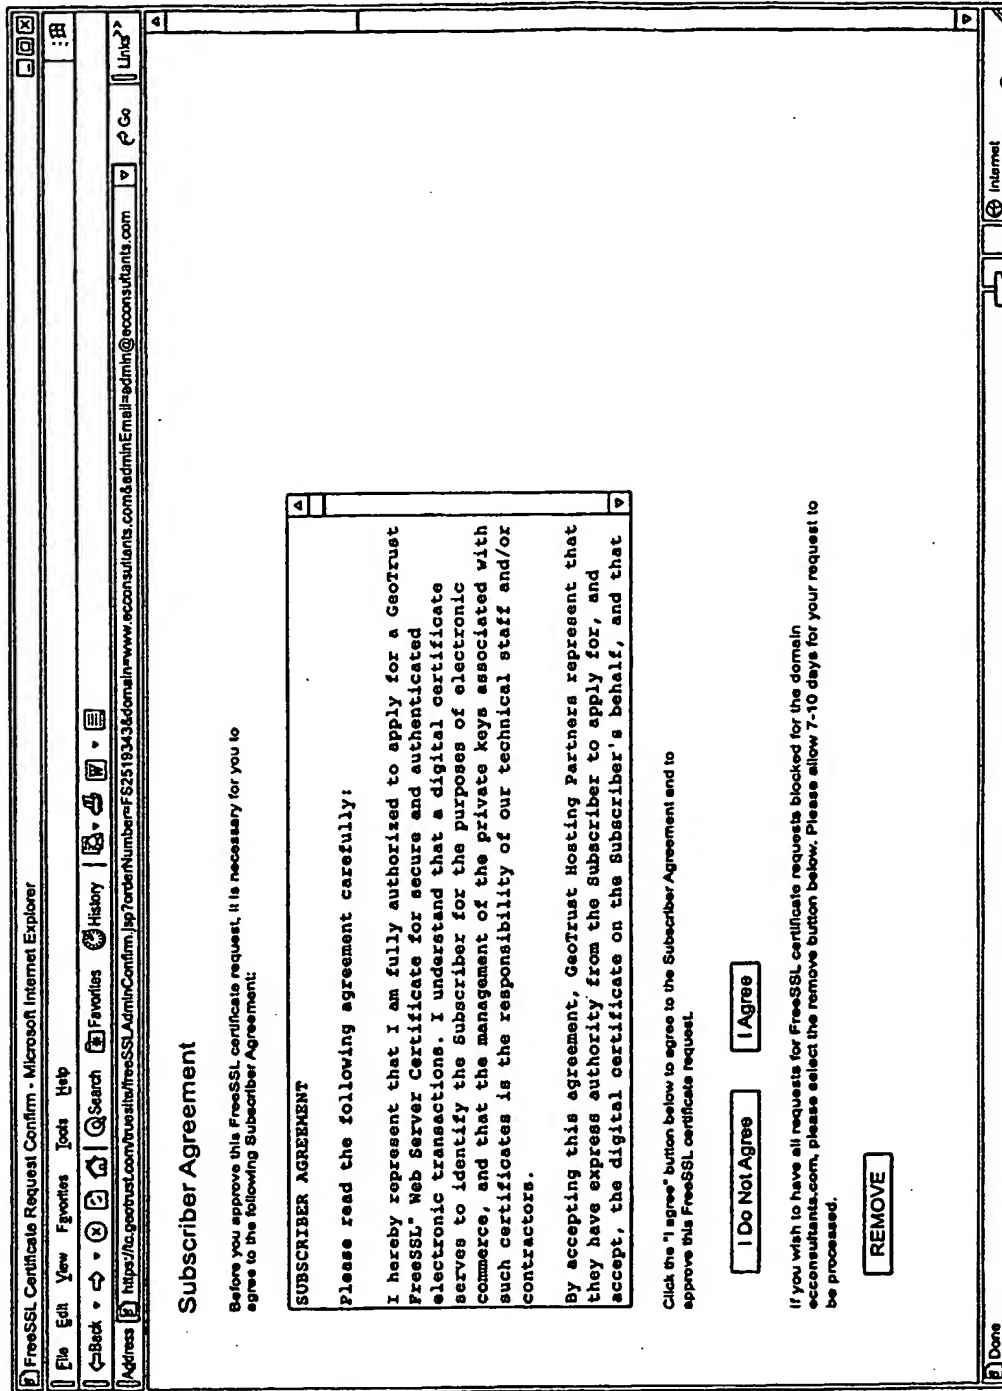 FreeSSL Certificate Request Confirm - Microsoft Internet Explorer
File Edit View Favorites Tools Help
Back Search Favorites History
Address https://tc.geotrust.com/truesite/freeSSLAdminConfirm.jsp?orderNumber=FS2519343&domain=www.ecconsultants.com&adminEmail=admin@ecconsultants.com Go Links >>
Subscriber Agreement
Before you approve this FreeSSL certificate request, it is necessary for you to
agree to the following Subscriber Agreement:
SUBSCRIBER AGREEMENT
Please read the following agreement carefully:
I hereby represent that I am fully authorized to apply for a GeoTrust
FreeSSL" Web Server Certificate for secure and authenticated
electronic transactions. I understand that a digital certificate
serves to identify the Subscriber for the purposes of electronic
commerce, and that the management of the private keys associated with
such certificates is the responsibility of our technical staff and/or
contractors.
By accepting this agreement, GeoTrust Hosting Partners represent that
they have express authority from the Subscriber to apply for, and
accept, the digital certificate on the Subscriber's behalf, and that
Click the "I agree" button below to agree to the Subscriber Agreement and to
approve this FreeSSL certificate request.
I Do Not Agree I Agree
If you wish to have all requests for FreeSSL certificate requests blocked for the domain
ecconsultants.com, please select the remove button below. Please allow 7-10 days for your request to
be processed.
REMOVE
Done Internet